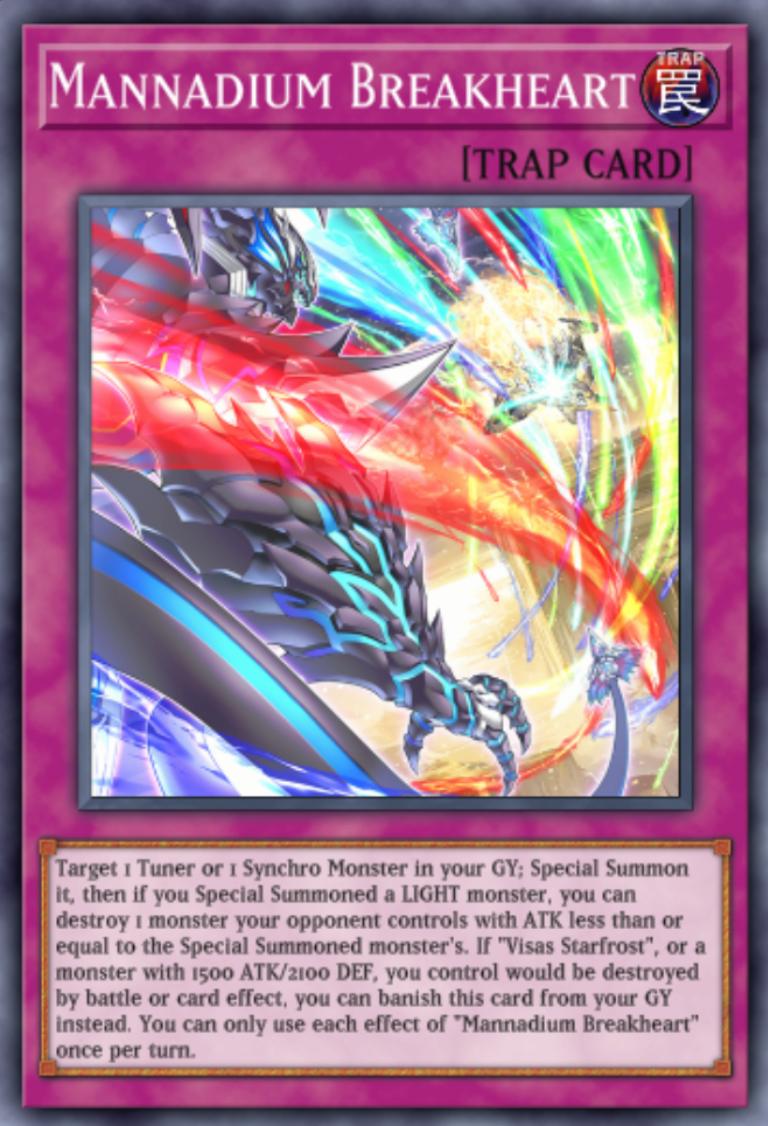 Mannadium Breakheart
TRAP
罠
[TRAP CARD]
Target 1 Tuner or 1 Synchro Monster in your GY; Special Summon
it, then if you Special Summoned a LIGHT monster, you can
destroy 1 monster your opponent controls with ATK less than or
equal to the Special Summoned monster's. If "Visas Starfrost", or a
monster with 1500 ATK/2100 DEF, you control would be destroyed
by battle or card effect, you can banish this card from your GY
instead. You can only use each effect of "Mannadium Breakheart"
once per turn.